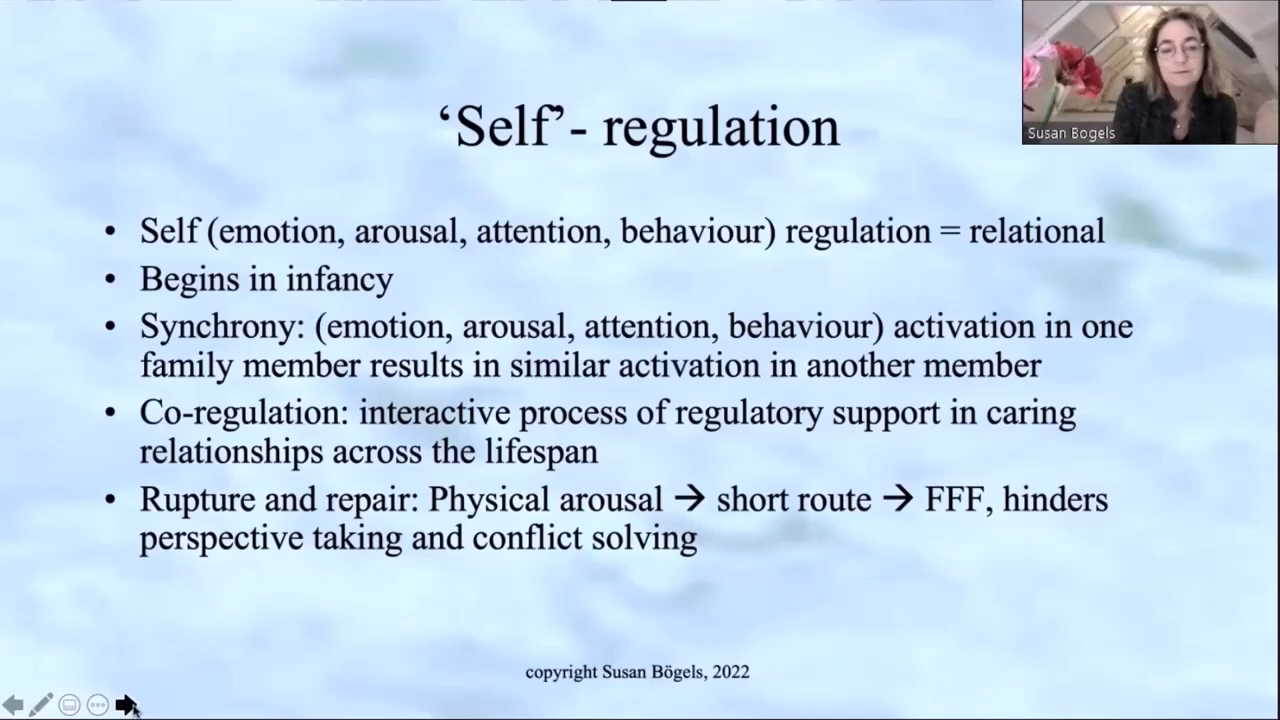 Susan Bogels
‘Self’- regulation
• Self (emotion, arousal, attention, behaviour) regulation = relational
• Begins in infancy
• Synchrony: (emotion, arousal, attention, behaviour) activation in one
family member results in similar activation in another member
• Co-regulation: interactive process of regulatory support in caring
relationships across the lifespan
• Rupture and repair: Physical arousal → short route → FFF, hinders
perspective taking and conflict solving
copyright Susan Bögels, 2022